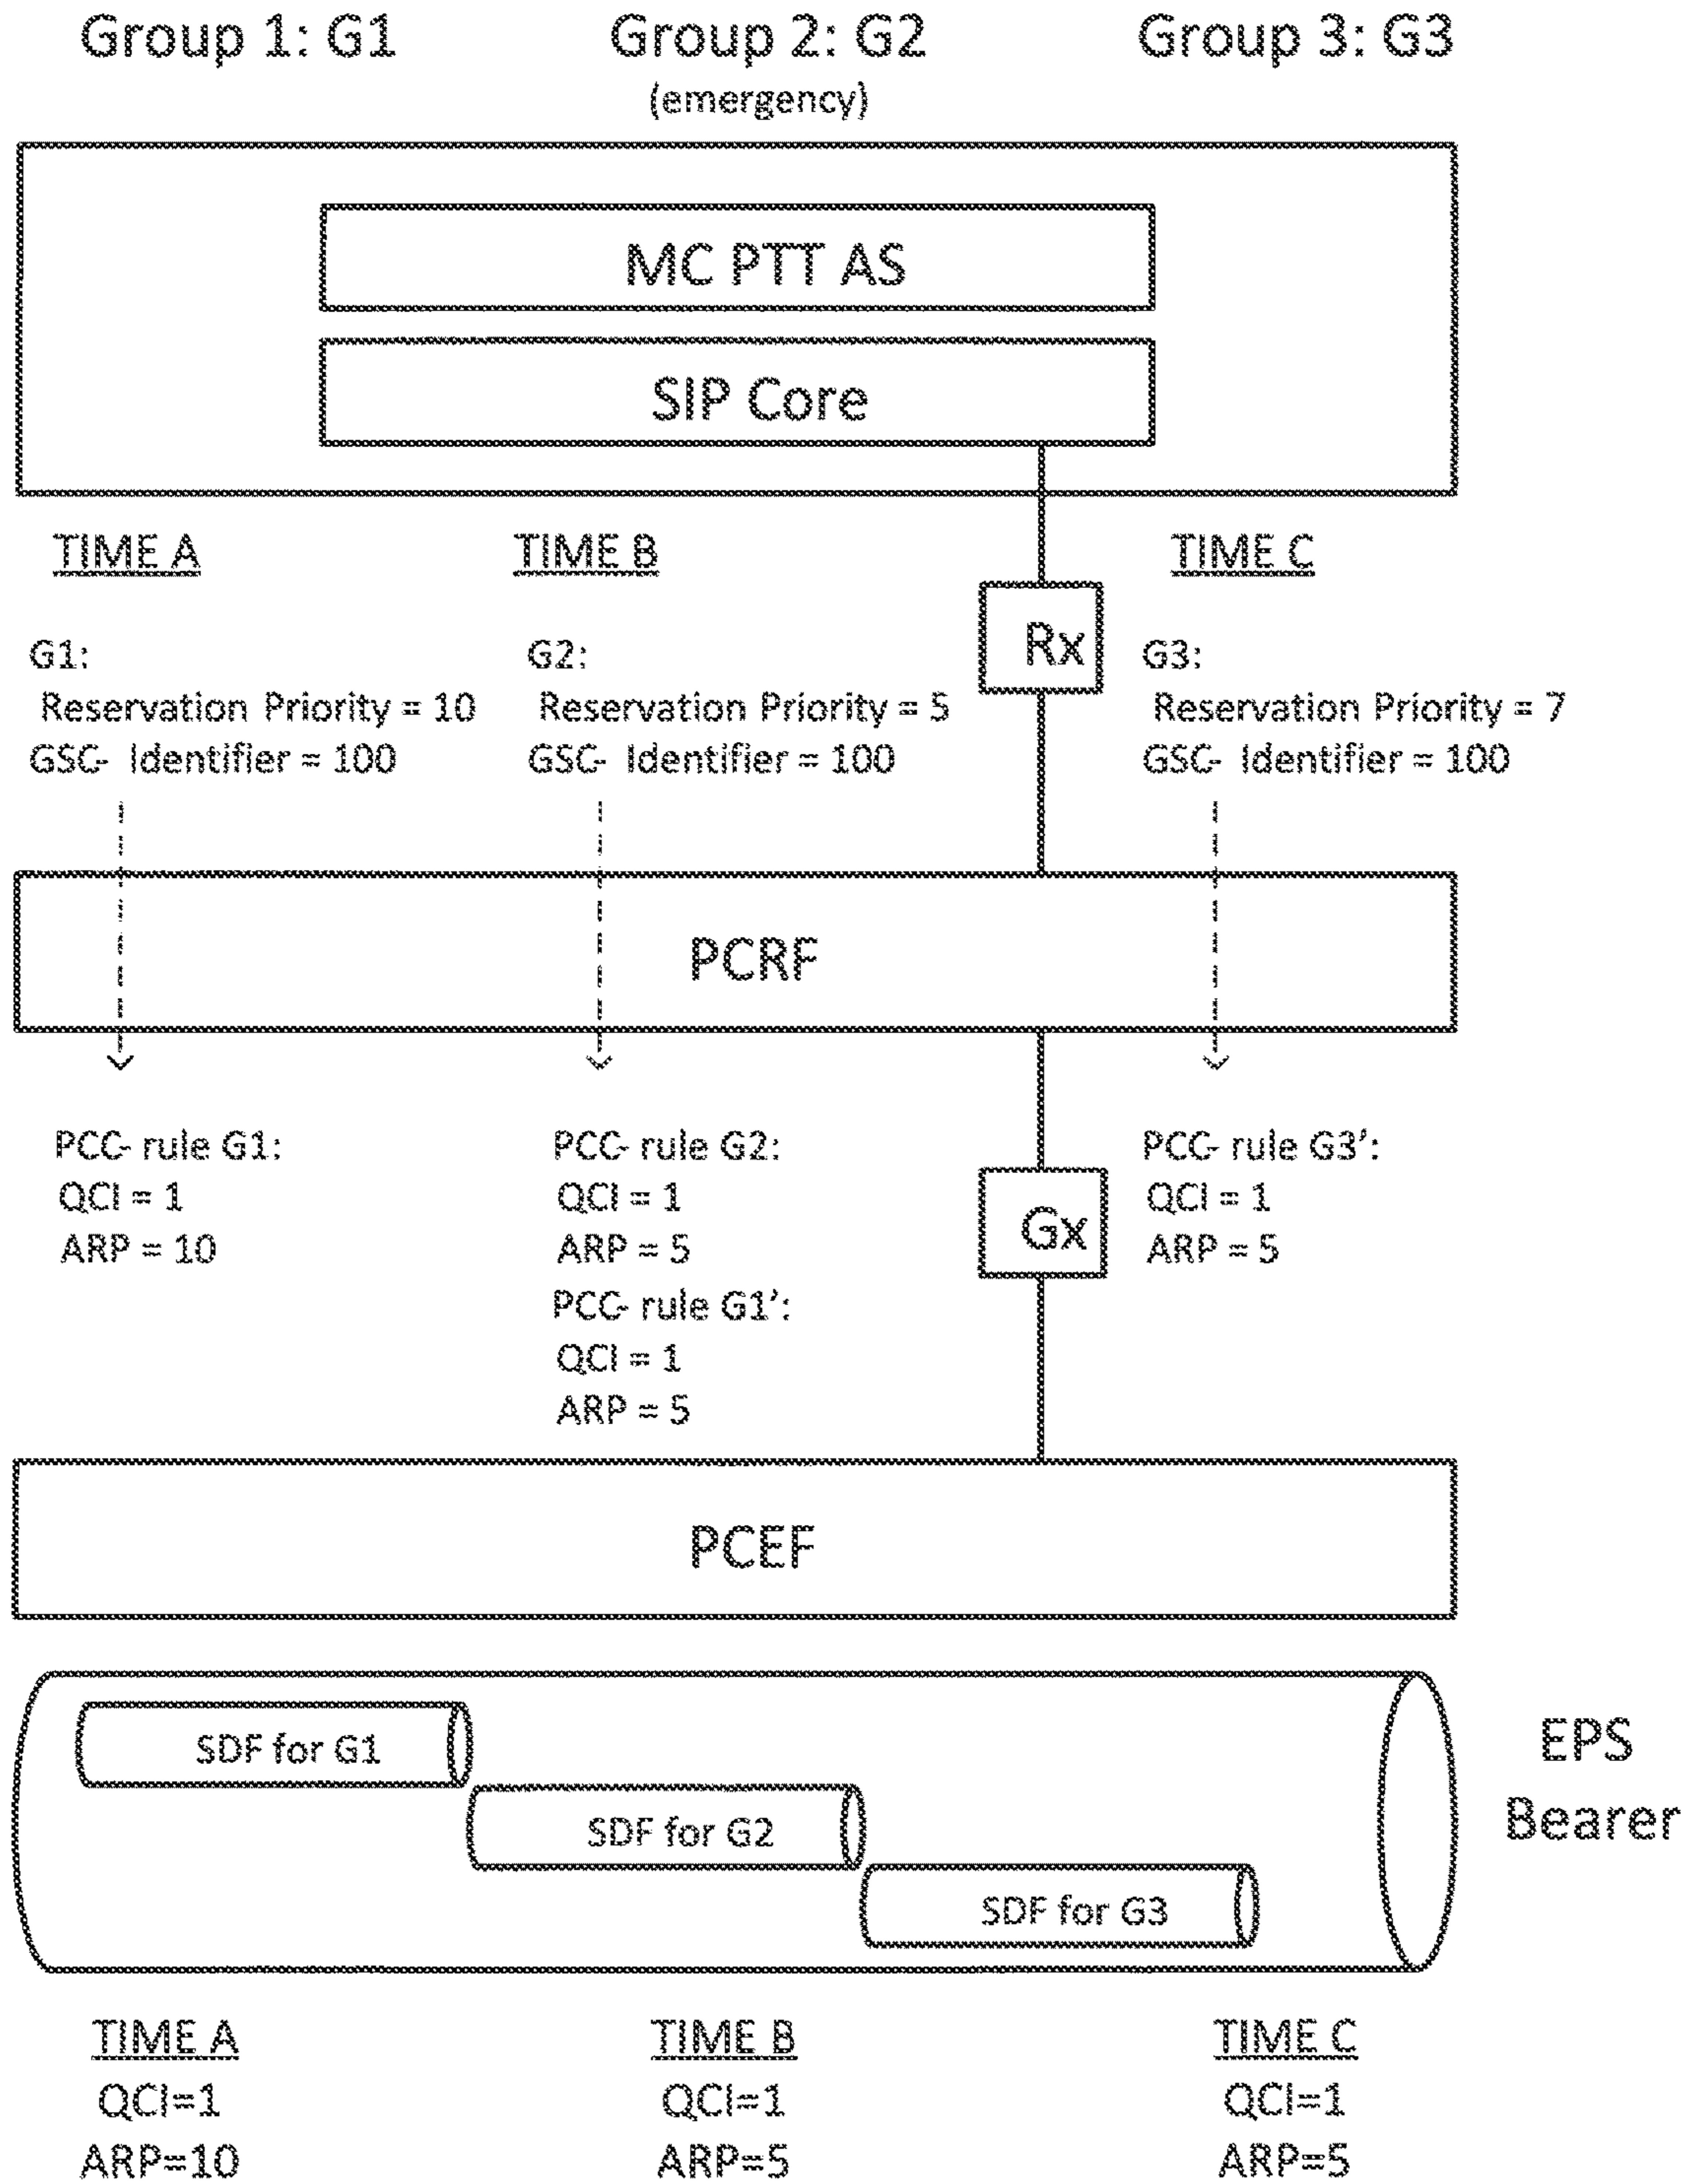 Group 1: G1
Group 2: G2
(emergency)
Group 3: G3
MC PTT AS
SIP Core
TIME A
TIME B
TIME C
Rx
G1:
Reservation Priority = 10
GSC- Identifier = 100
G2:
Reservation Priority = 5
GSC- Identifier = 100
G3:
Reservation Priority = 7
GSC- Identifier = 100
PCRF
PCC- rule G1:
QCI = 1
ARP = 10
PCC- rule G2:
QCI = 1
ARP = 5
PCC- rule G1':
QCI = 1
ARP = 5
Gx
PCC- rule G3':
QCI = 1
ARP = 5
PCEF
SDF for G1
SDF for G2
SDF for G3
EPS
Bearer
TIME A
QCI=1
ARP=10
TIME B
QCI=1
ARP=5
TIME C
QCI=1
ARP=5